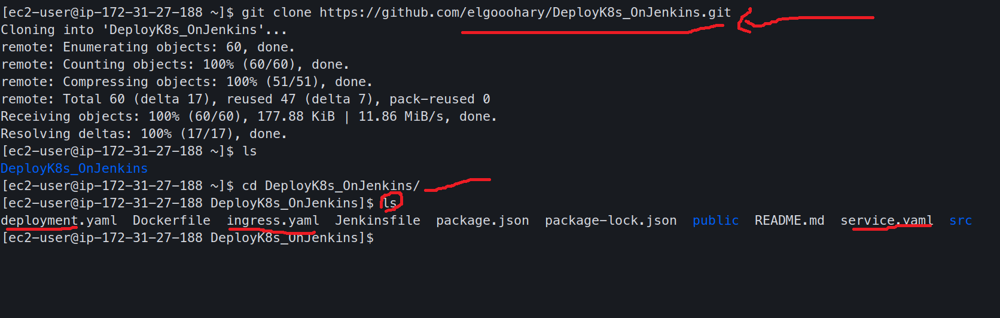 [ec2-user@ip-172-31-27-188 ~]$ git clone https://github.com/elgooohary/DeployK8s_OnJenkins.git
Cloning into 'DeployK8s_OnJenkins'...
remote: Enumerating objects: 60, done.
remote: Counting objects: 100% (60/60), done.
remote: Compressing objects: 100% (51/51), done.
remote: Total 60 (delta 17), reused 47 (delta 7), pack-reused 0
Receiving objects: 100% (60/60), 177.88 KiB | 11.86 MiB/s, done.
Resolving deltas: 100% (17/17), done.
[ec2-user@ip-172-31-27-188 ~]$ ls
DeployK8s_OnJenkins
[ec2-user@ip-172-31-27-188 ~]$ cd DeployK8s_OnJenkins/
[ec2-user@ip-172-31-27-188 DeployK8s_OnJenkins]$ ls
deployment.yaml  Dockerfile  ingress.yaml  Jenkinsfile  package.json  package-lock.json  public  README.md  service.yaml  src
[ec2-user@ip-172-31-27-188 DeployK8s_OnJenkins]$